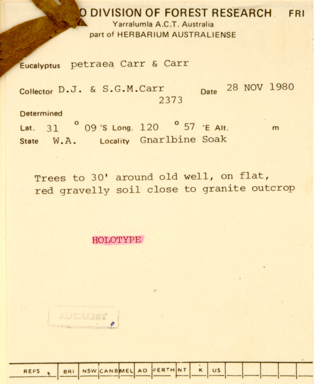 O DIVISION OF FOREST RESEARCH FRI
Yarralumla A.C.T. Australia
part of HERBARIUM AUSTRALIENSE
Eucalyptus petraea Carr & Carr
Collector D.J. & S.G.M.Carr Date 28 NOV 1980
2373
Determined
Lat. 31 ° 09 'S Long. 120 ° 57 'E Alt. m
State W.A. Locality Gnarlbine Soak
Trees to 30' around old well, on flat,
red gravelly soil close to granite outcrop
HOLOTYPE
REFS BRI NSW CANB MEL AD PERTH NT K US